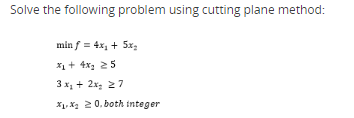 Solve the following problem using cutting plane method:
min f = 4x₁ + 5x₂
x₁ + 4x₂ ≥ 5
3 x₁ + 2x₂ ≥ 7
x₁, x₂ ≥ 0, both integer